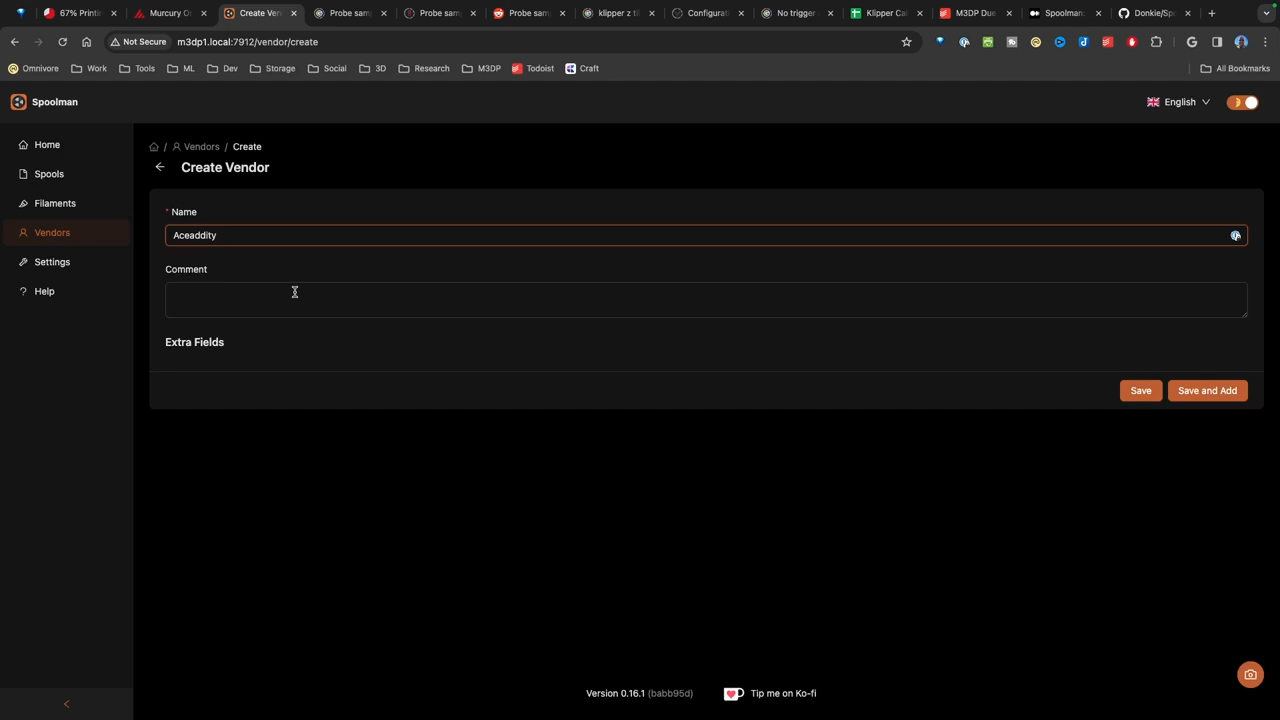 67% Printi
Murcury O
Create Ven
Probe sam
Probe sam
Probe sam
klipper z til
Configurati
No trigger
Klipper Cal
M3DP Due
Spoolman:
Donkie/Spo
Not Secure
m3dp1.local:7912/vendor/create
Omnivore
Work
Tools
ML
Dev
Storage
Social
3D
Research
M3DP
Todoist
Craft
All Bookmarks
Spoolman
English
Home
Spools
Filaments
Vendors
Settings
Help
/ Vendors / Create
Create Vendor
* Name
Aceaddity
Comment
Extra Fields
Save
Save and Add
Version 0.16.1 (babb95d)
Tip me on Ko-fi